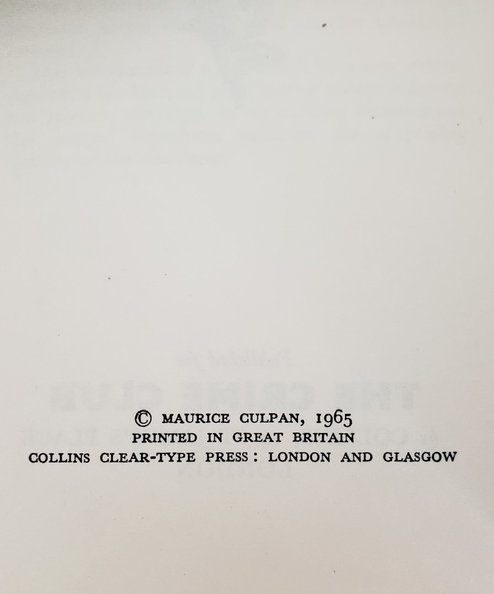 © MAURICE CULPAN, 1965
PRINTED IN GREAT BRITAIN
COLLINS CLEAR-TYPE PRESS : LONDON AND GLASGOW